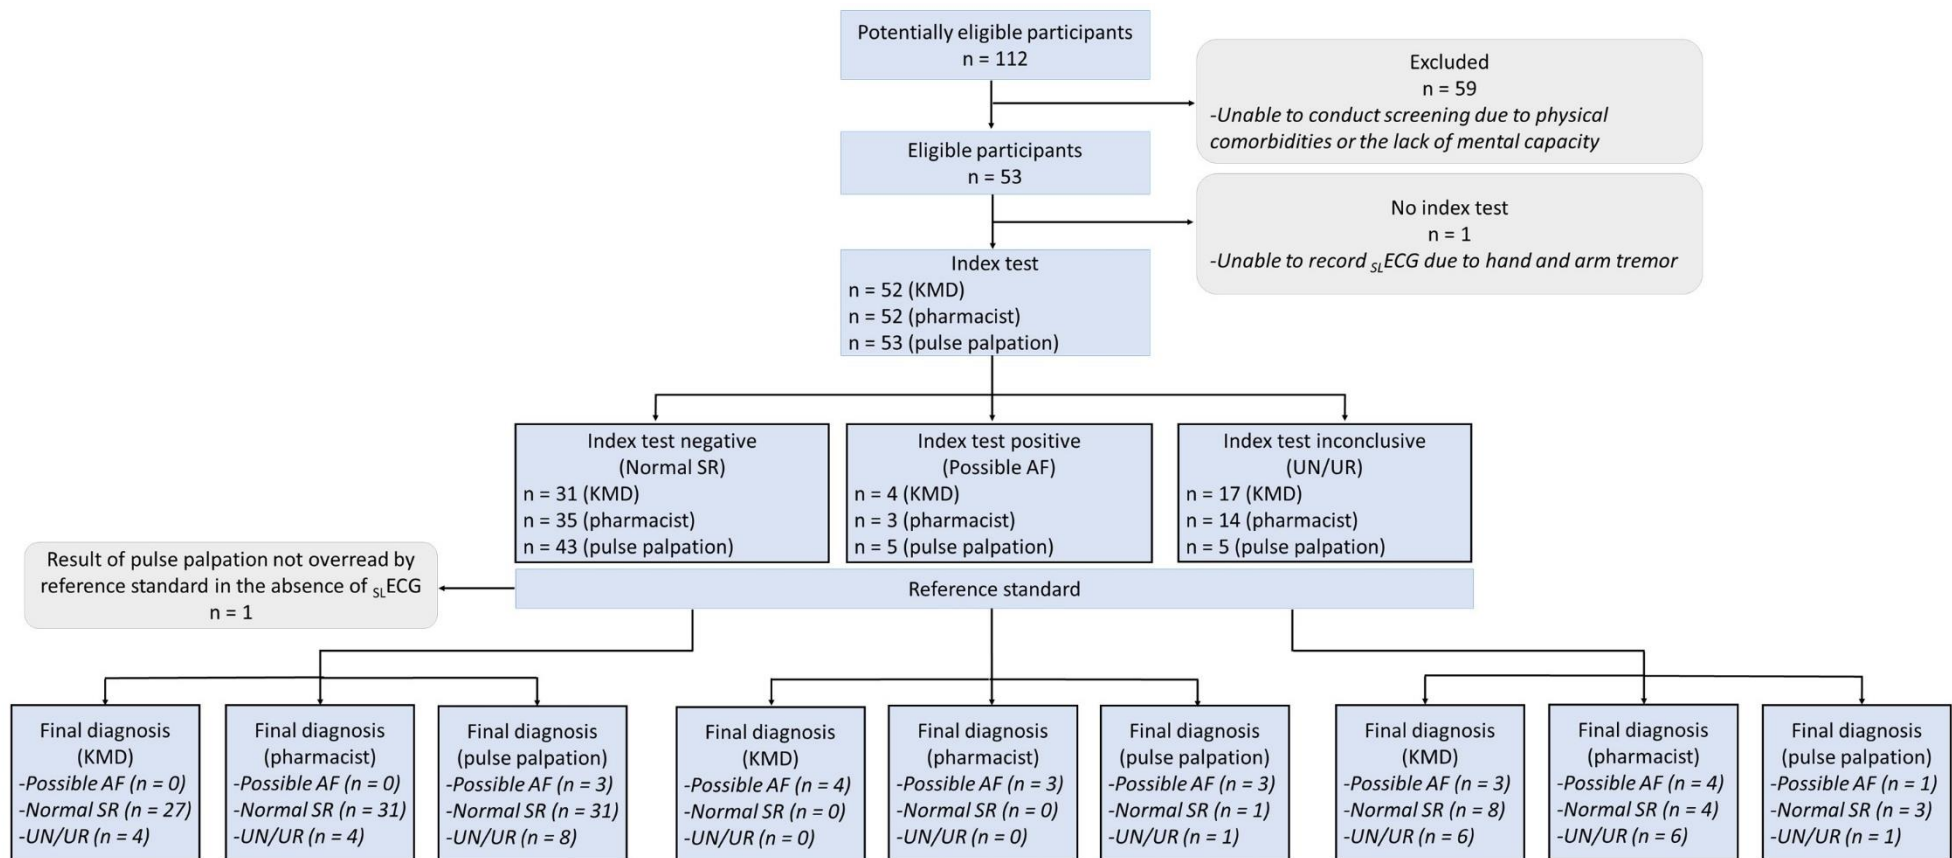 Potentially eligible participants
n = 112
Excluded
n = 59
-Unable to conduct screening due to physical
comorbidities or the lack of mental capacity
Eligible participants
n = 53
No index test
n = 1
-Unable to record SLECG due to hand and arm tremor
Index test
n = 52 (KMD)
n = 52 (pharmacist)
n = 53 (pulse palpation)
Index test negative
(Normal SR)
n = 31 (KMD)
n = 35 (pharmacist)
n = 43 (pulse palpation)
Index test positive
(Possible AF)
n = 4 (KMD)
n = 3 (pharmacist)
n = 5 (pulse palpation)
Index test inconclusive
(UN/UR)
n = 17 (KMD)
n = 14 (pharmacist)
n = 5 (pulse palpation)
Result of pulse palpation not overread by
reference standard in the absence of SLECG
n = 1
Reference standard
Final diagnosis
(KMD)
-Possible AF (n = 0)
-Normal SR (n = 27)
-UN/UR (n = 4)
Final diagnosis
(pharmacist)
-Possible AF (n = 0)
-Normal SR (n = 31)
-UN/UR (n = 4)
Final diagnosis
(pulse palpation)
-Possible AF (n = 3)
-Normal SR (n = 31)
-UN/UR (n = 8)
Final diagnosis
(KMD)
-Possible AF (n = 4)
-Normal SR (n = 0)
-UN/UR (n = 0)
Final diagnosis
(pharmacist)
-Possible AF (n = 3)
-Normal SR (n = 0)
-UN/UR (n = 0)
Final diagnosis
(pulse palpation)
-Possible AF (n = 3)
-Normal SR (n = 1)
-UN/UR (n = 1)
Final diagnosis
(KMD)
-Possible AF (n = 3)
-Normal SR (n = 8)
-UN/UR (n = 6)
Final diagnosis
(pharmacist)
-Possible AF (n = 4)
-Normal SR (n = 4)
-UN/UR (n = 6)
Final diagnosis
(pulse palpation)
-Possible AF (n = 1)
-Normal SR (n = 3)
-UN/UR (n = 1)